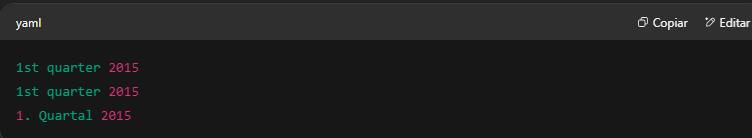 yaml Copiar Editar
1st quarter 2015
1st quarter 2015
1. Quartal 2015